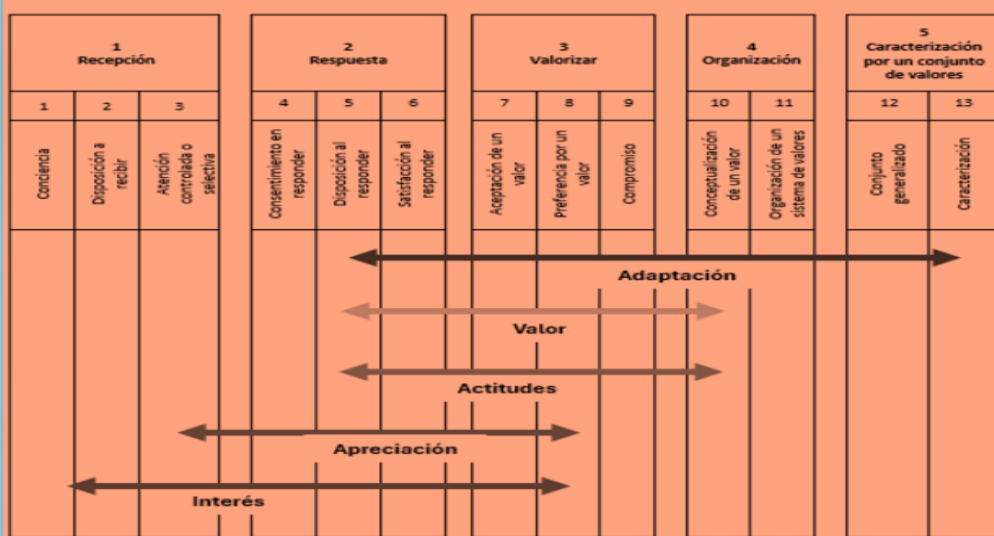 1
Recepción
2
Respuesta
3
Valorizar
4
Organización
5
Caracterización
por un conjunto
de valores
1
2
3
4
5
6
7
8
9
10
11
12
13
Conciencia
Disposición a
recibir
Atención
controlada o
selectiva
Consentimiento en
responder
Disposición al
responder
Satisfacción al
responder
Aceptación de un
valor
Preferencia por un
valor
Compromiso
Conceptualización
de un valor
Organización de un
sistema de valores
Conjunto
generalizado
Caracterización
Adaptación
Valor
Actitudes
Apreciación
Interés